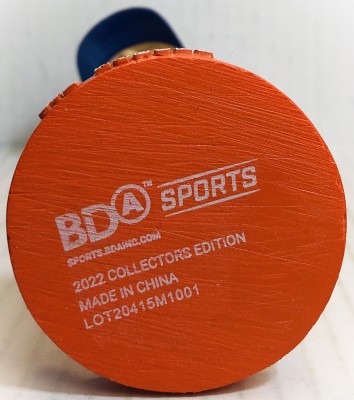 BDA™ SPORTS
SPORTS.BDAINC.COM
2022 COLLECTORS EDITION
MADE IN CHINA
LOT20415M1001